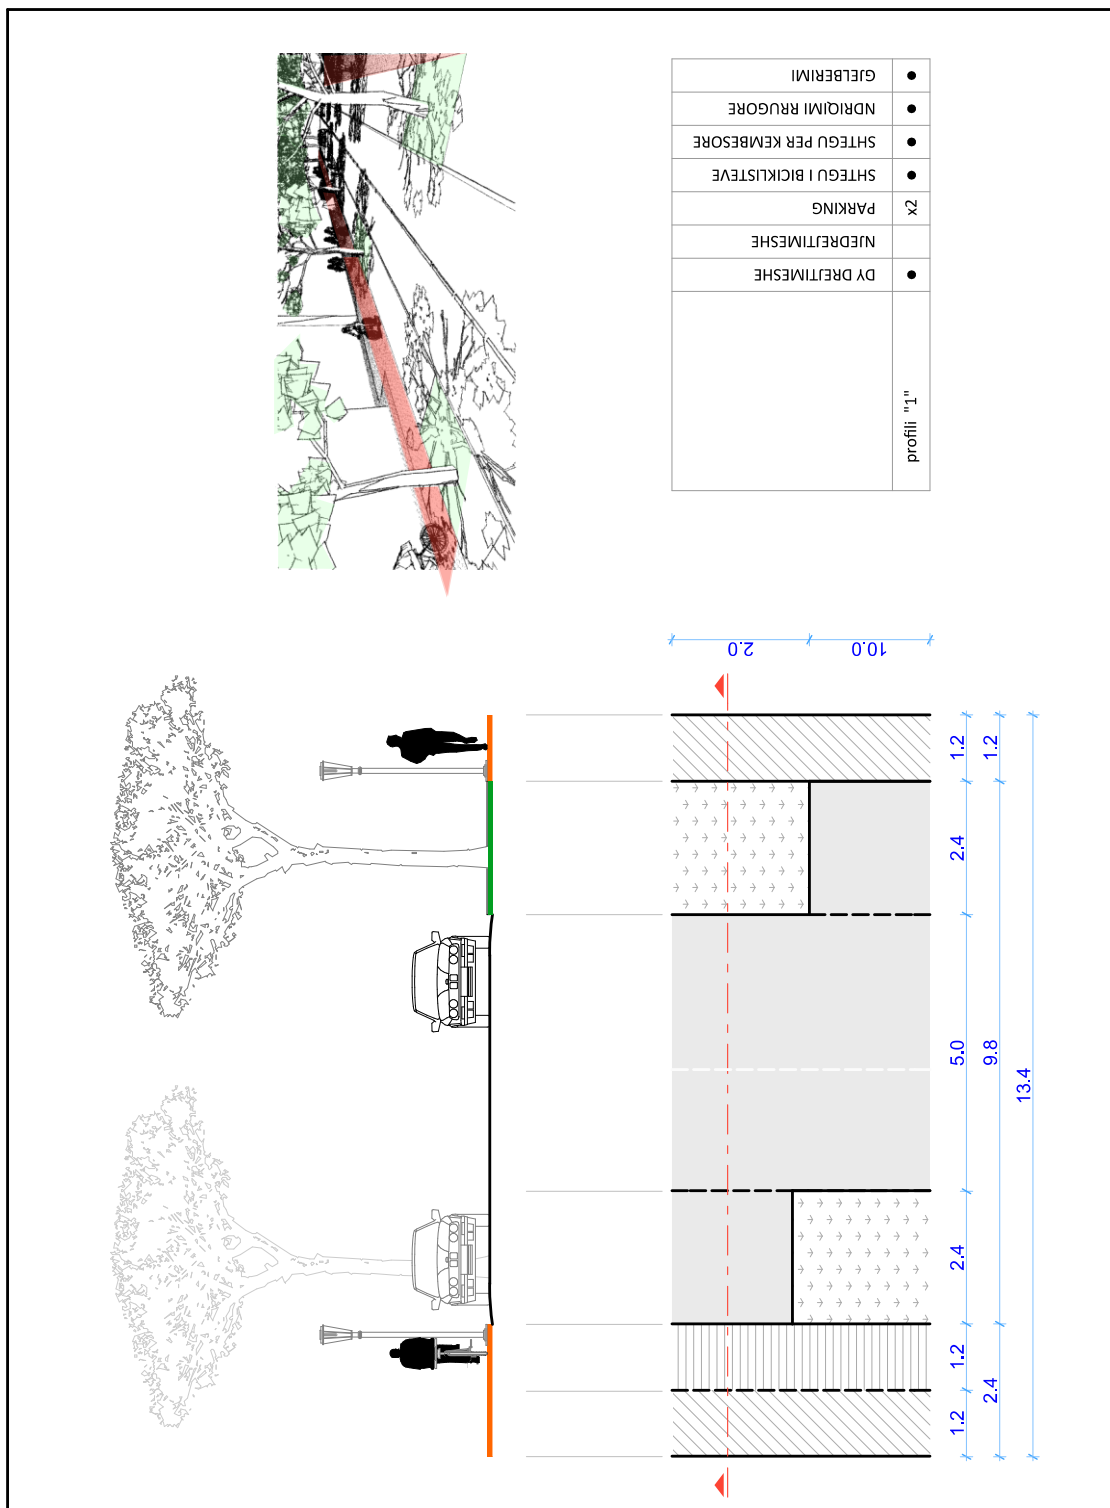 GJELBERIMI ●
NDRIQIMI RRUGORE ●
SHTEGU PER KEMBESORE ●
SHTEGU I BICIKLISTEVE ●
PARKING x2
NJEDREJTIMESHE
DY DREJTIMESHE ●
profili "1"
2.0
10.0
1.2
1.2
2.4
5.0
9.8
13.4
2.4
1.2
2.4
1.2